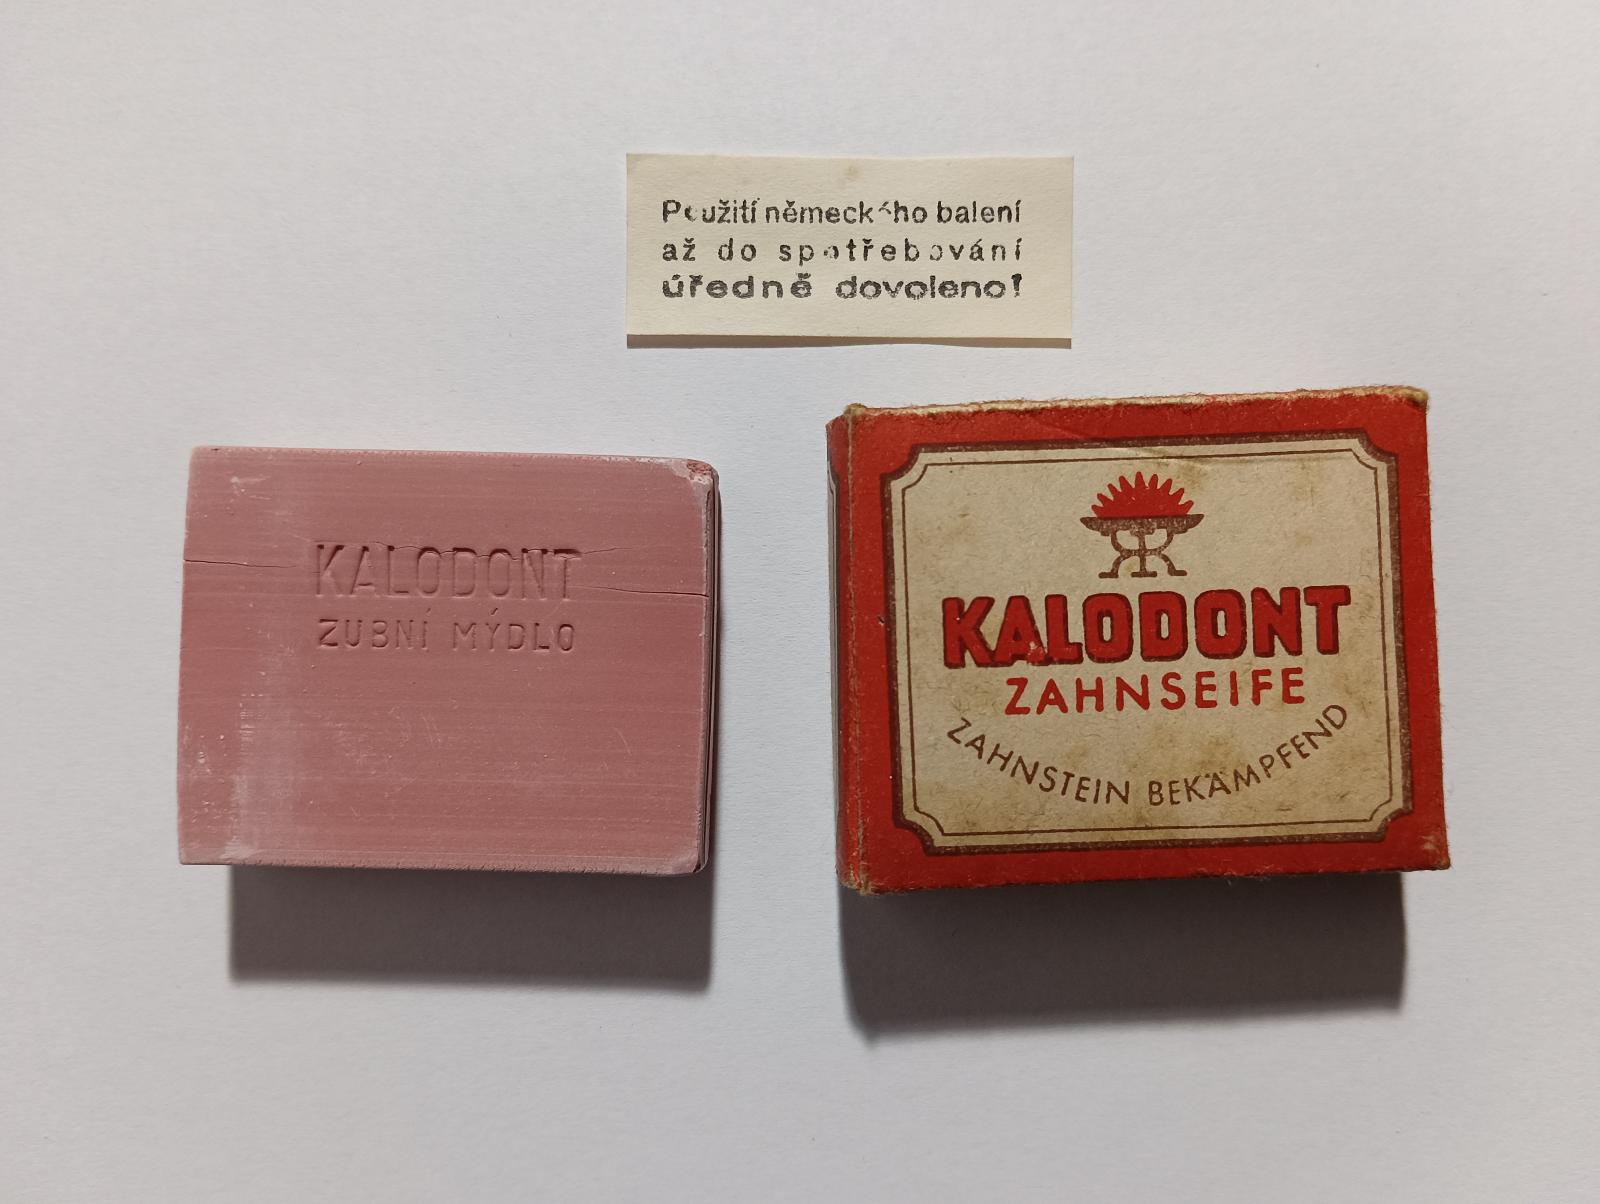 Použití německého balení
až do spotřebování
úředně dovoleno!
KALODONT
ZUBNÍ MÝDLO
KALODONT
ZAHNSEIFE
ZAHNSTEIN BEKÄMPFEND